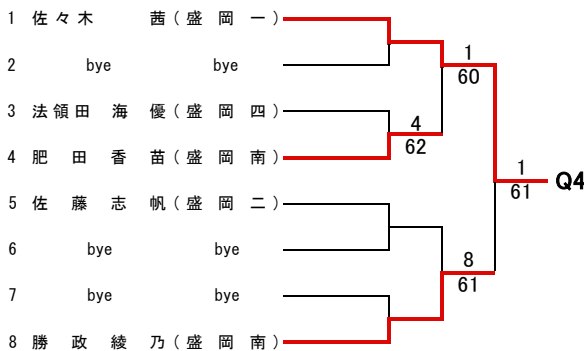 1 佐々木 茜(盛岡一)
2 bye bye
3 法領田 海優(盛岡四)
4 肥田香苗(盛岡南)
5 佐藤志帆(盛岡二)
6 bye bye
7 bye bye
8 勝政綾乃(盛岡南)
1
60
4
62
8
61
1
61
Q4